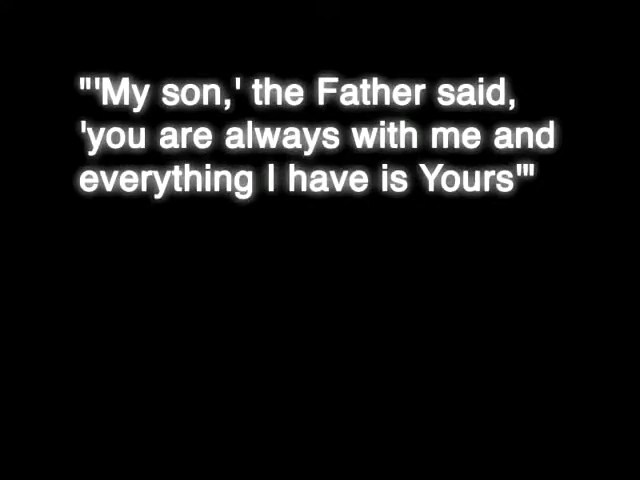 "'My son,' the Father said,
'you are always with me and
everything I have is Yours'"